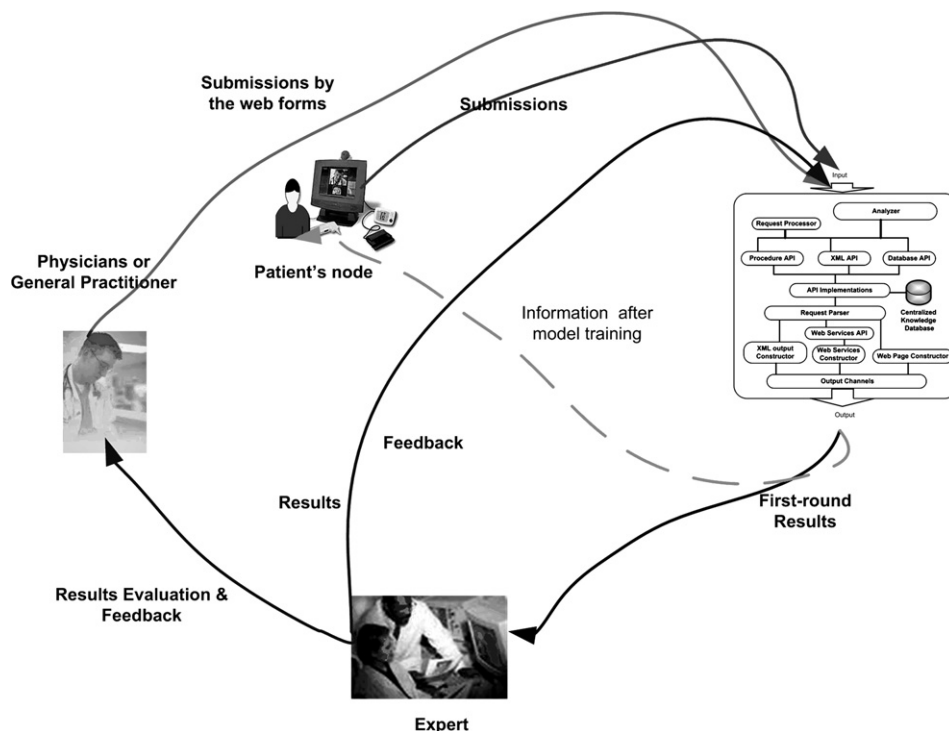 Submissions by
the web forms
Submissions
Input
Analyzer
Request Processor
Procedure API
XML API
Database API
API Implementations
Centralized
Knowledge
Database
Request Parser
Web Services API
XML output
Constructor
Web Services
Constructor
Web Page Constructor
Output Channels
Output
Patient's node
Physicians or
General Practitioner
Information after
model training
Feedback
Results
First-round
Results
Results Evaluation &
Feedback
Expert